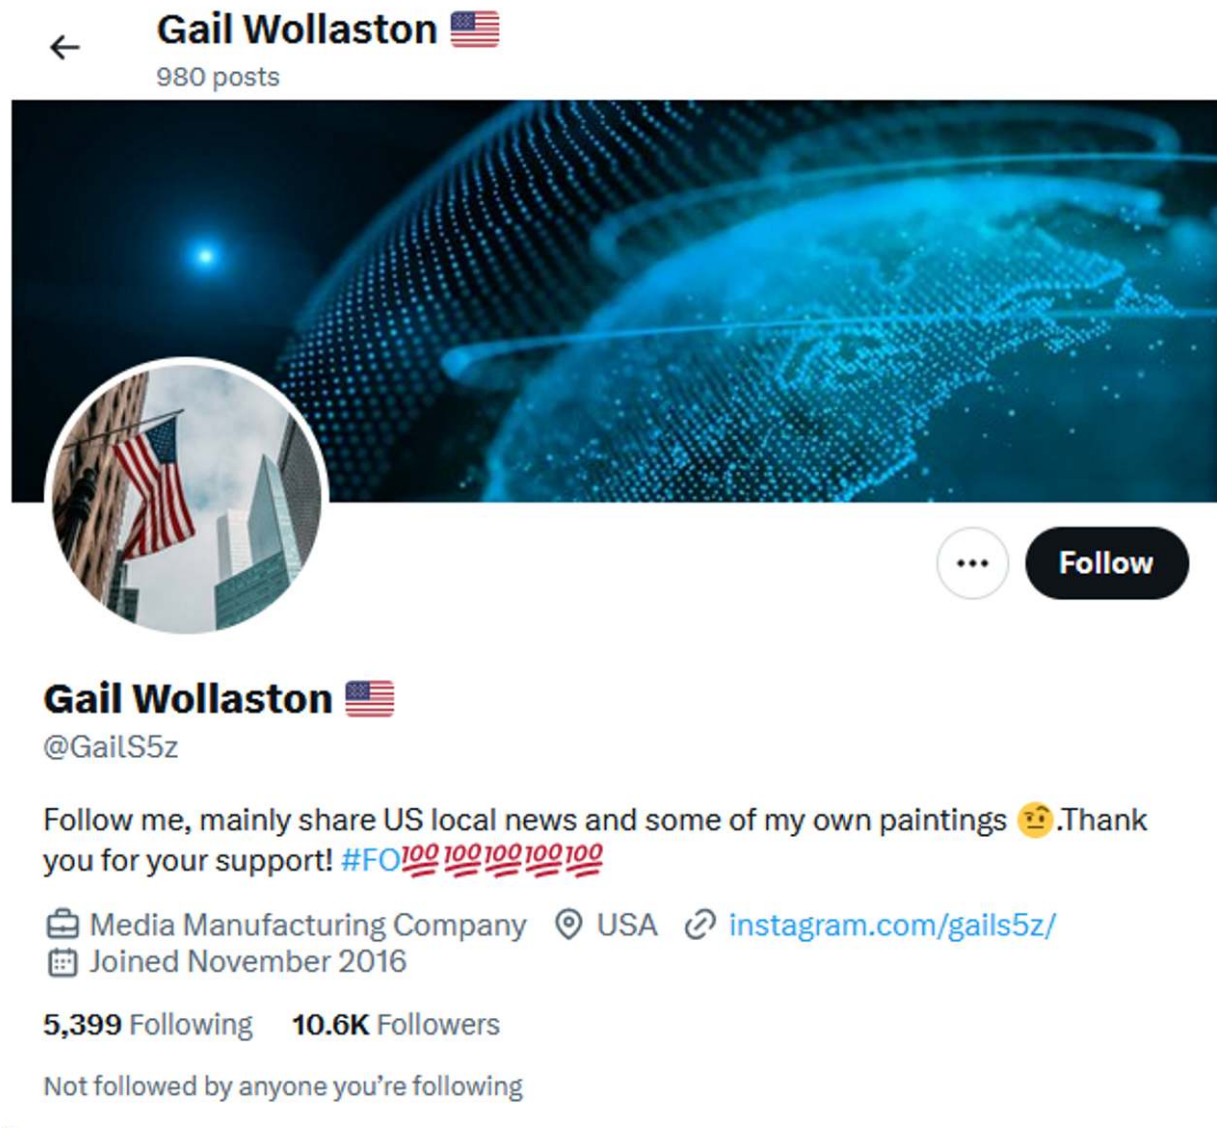 Gail Wollaston 🇺🇸
980 posts
Follow
Gail Wollaston 🇺🇸
@GailS5z
Follow me, mainly share US local news and some of my own paintings 🤨.Thank
you for your support! #FO💯💯💯💯💯
Media Manufacturing Company USA instagram.com/gails5z/
Joined November 2016
5,399 Following 10.6K Followers
Not followed by anyone you’re following